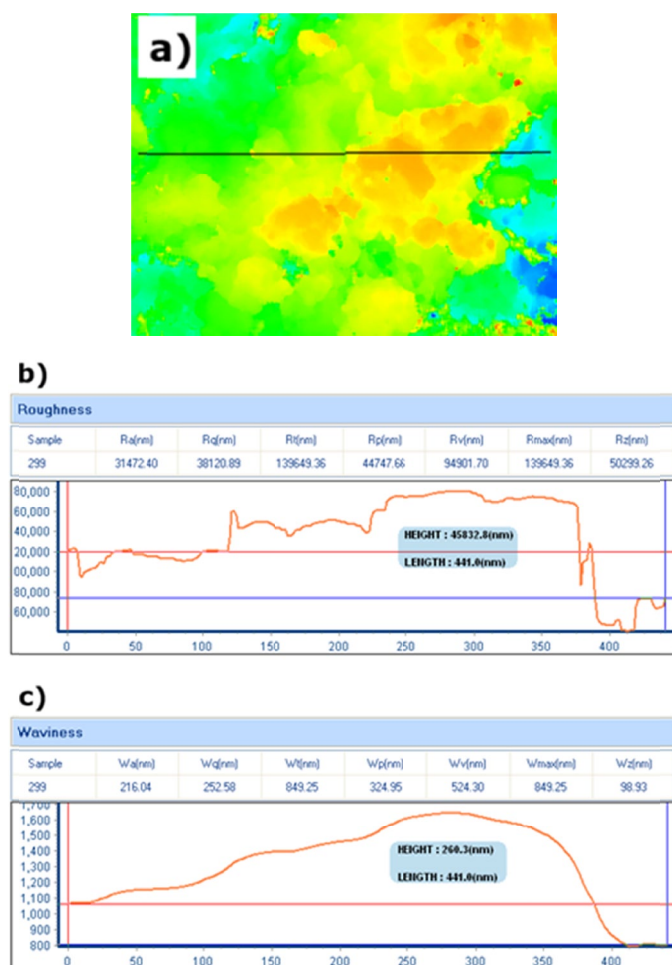 a)
b)
Roughness
Sample Ra(nm) Rq(nm) Rt(nm) Rp(nm) Rv(nm) Rmax(nm) Rz(nm)
299 31472.40 38120.89 139649.36 44747.66 94901.70 139649.36 50299.26
80,000
60,000
40,000
20,000
00,000
80,000
60,000
HEIGHT : 45832.8(nm)
LENGTH : 441.0(nm)
0 50 100 150 200 250 300 350 400
c)
Waviness
Sample Wa(nm) Wq(nm) Wt(nm) Wp(nm) Wv(nm) Wmax(nm) Wz(nm)
299 216.04 252.58 849.25 324.95 524.30 849.25 98.93
1,700
1,600
1,500
1,400
1,300
1,200
1,100
1,000
900
800
HEIGHT : 260.3(nm)
LENGTH : 441.0(nm)
0 50 100 150 200 250 300 350 400